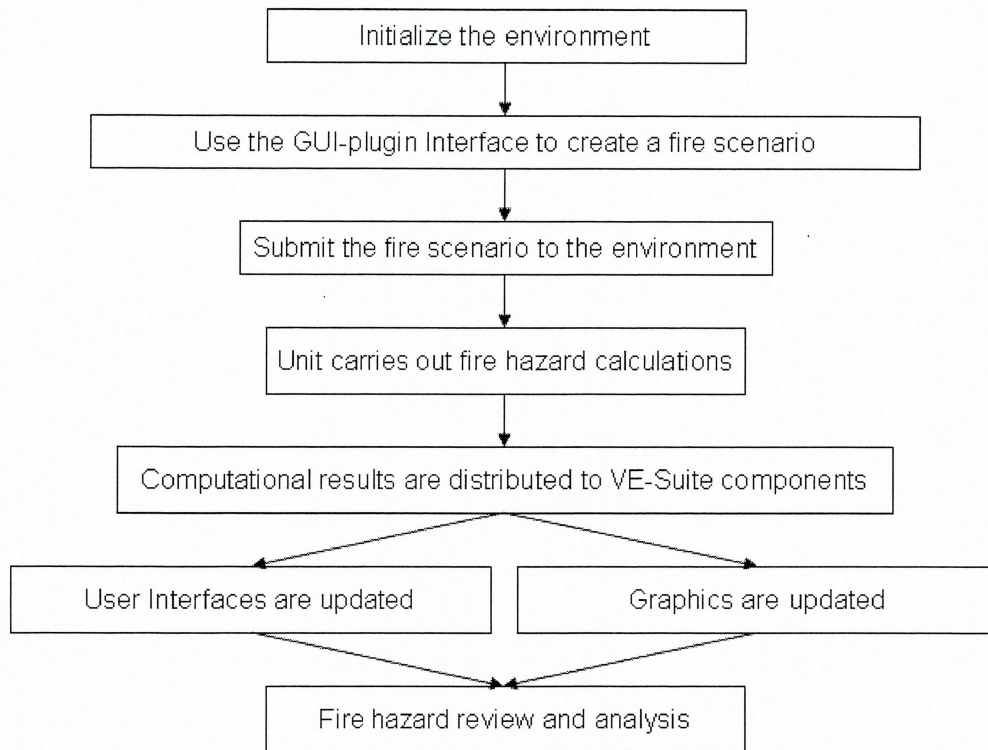 Initialize the environment
Use the GUI-plugin Interface to create a fire scenario
Submit the fire scenario to the environment
Unit carries out fire hazard calculations
Computational results are distributed to VE-Suite components
User Interfaces are updated
Graphics are updated
Fire hazard review and analysis